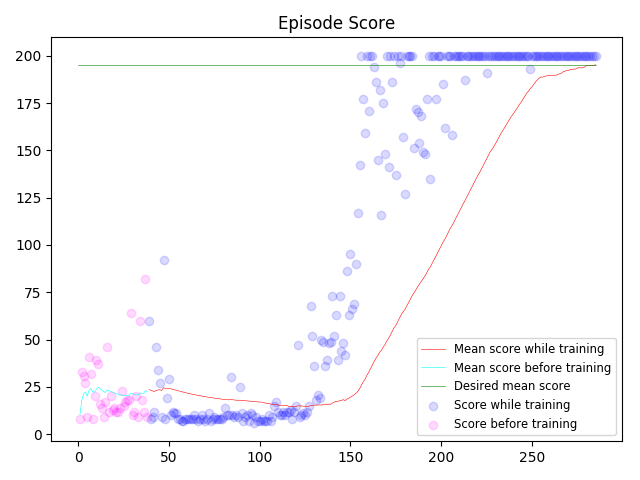 Episode Score
200
175
150
125
100
75
50
25
0
0
50
100
150
200
250
Mean score while training
Mean score before training
Desired mean score
Score while training
Score before training